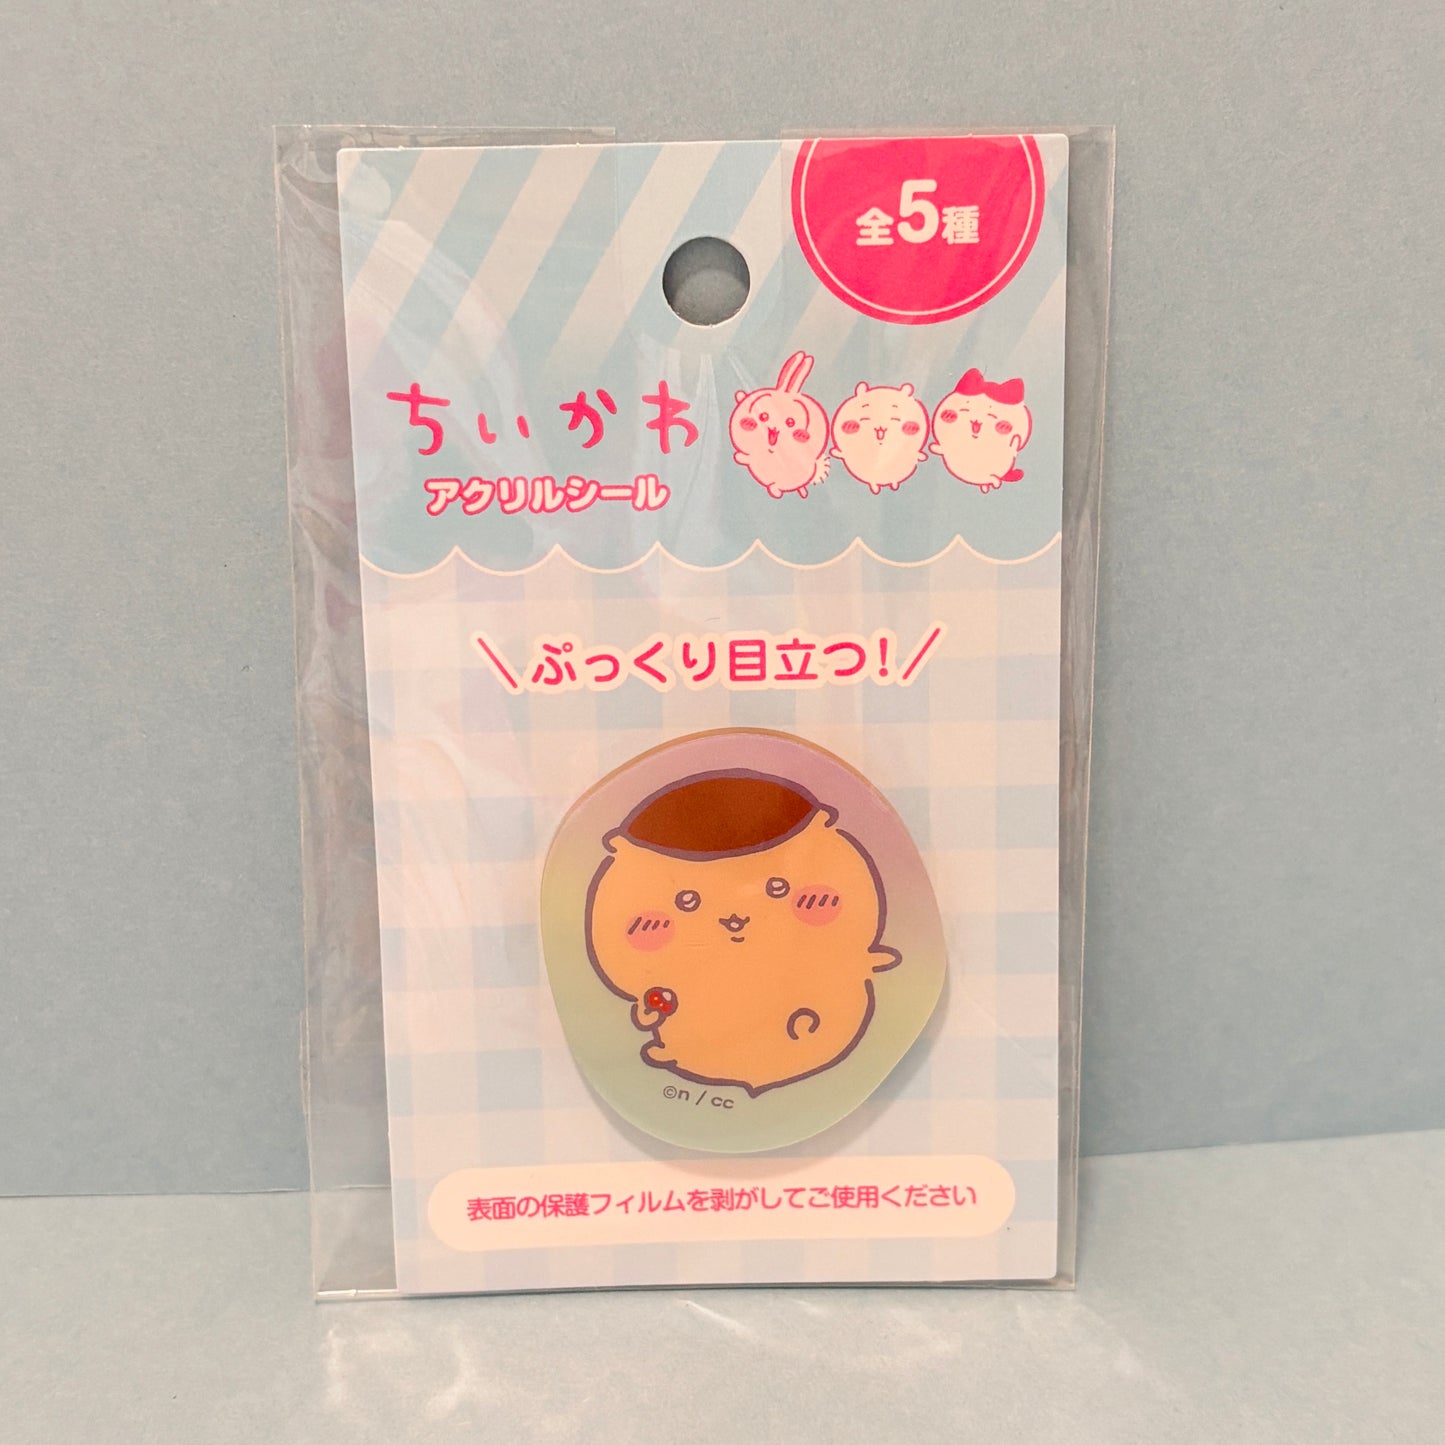 全5種
ちいかわ
アクリルシール
\ぷっくり目立つ!/
©n / cc
表面の保護フィルムを剥がしてご使用ください